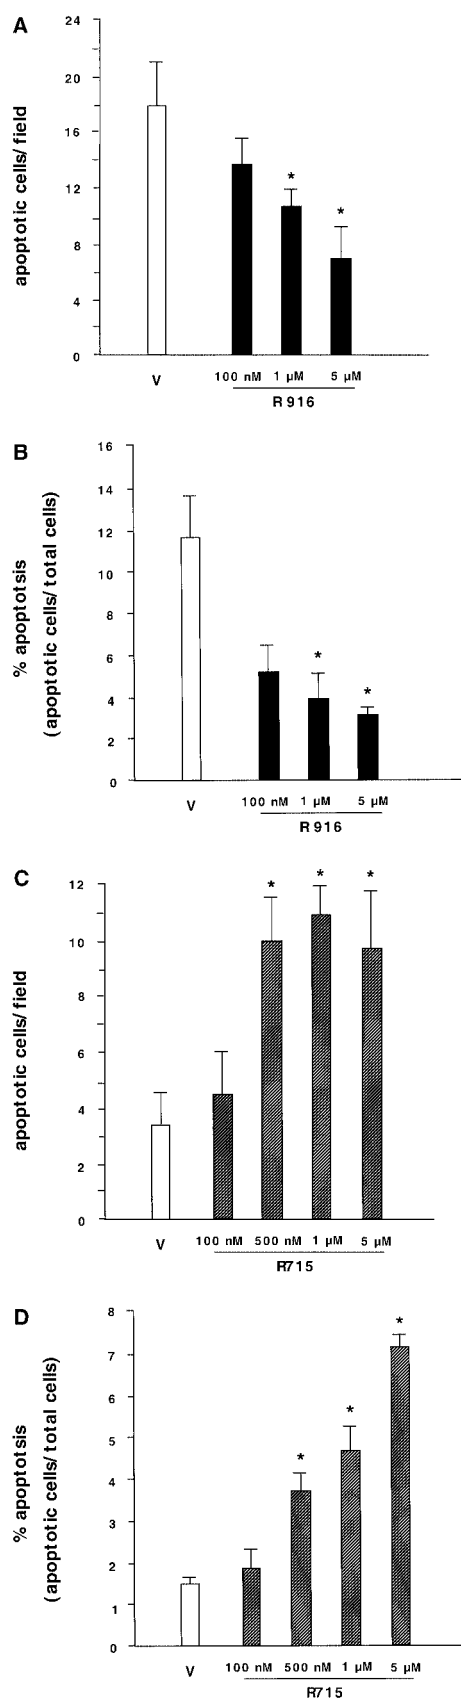 A
apoptotic cells/ field
24
20
16
12
8
4
0
*
*
V
100 nM 1 µM 5 µM
R 916
B
% apoptotsis
(apoptotic cells/ total cells)
16
14
12
10
8
6
4
2
0
*
*
V
100 nM 1 µM 5 µM
R 916
C
apoptotic cells/ field
12
10
8
6
4
2
0
*
*
*
V
100 nM 500 nM 1 µM 5 µM
R715
D
% apoptosis
(apoptotic cells/ total cells)
8
7
6
5
4
3
2
1
0
*
*
*
V
100 nM 500 nM 1 µM 5 µM
R715